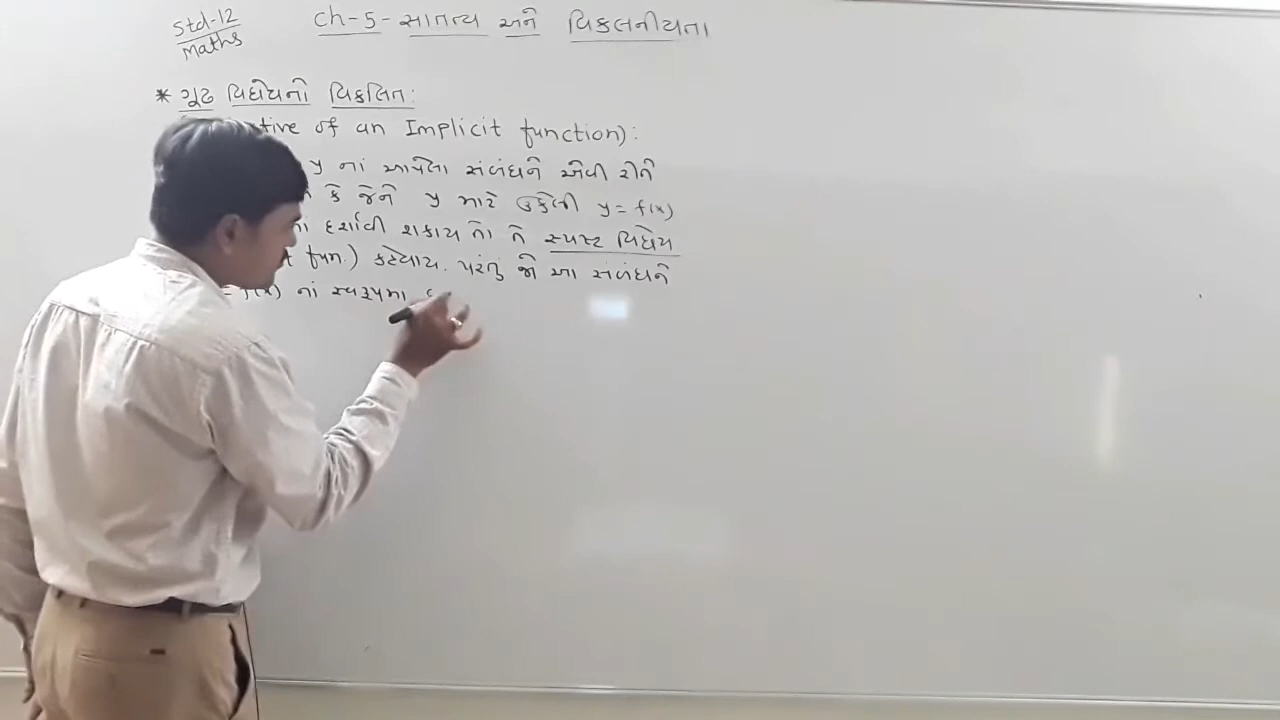 Std-12
Maths
Ch-5-સાતત્ય અને વિકલનીયતા
* ગૂઢ વિધેયનો વિકલિત:
of an Implicit function):
y નાં આપેલા સંબંધને એવી રીતે
કે જેને y માટે ઉકેલી y = f(x)
દર્શાવી શકાય તો તે સ્પષ્ટ વિધેય
fun.) કહેવાય. પરંતુ જો આ સંબંધને
= f(x) નાં સ્વરૂપમાં